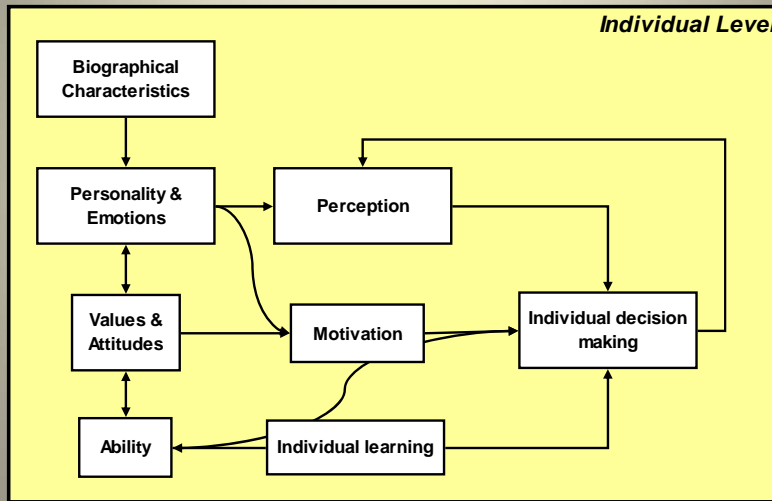 Individual Level
Biographical
Characteristics
Personality &
Emotions
Perception
Values &
Attitudes
Motivation
Individual decision
making
Ability
Individual learning